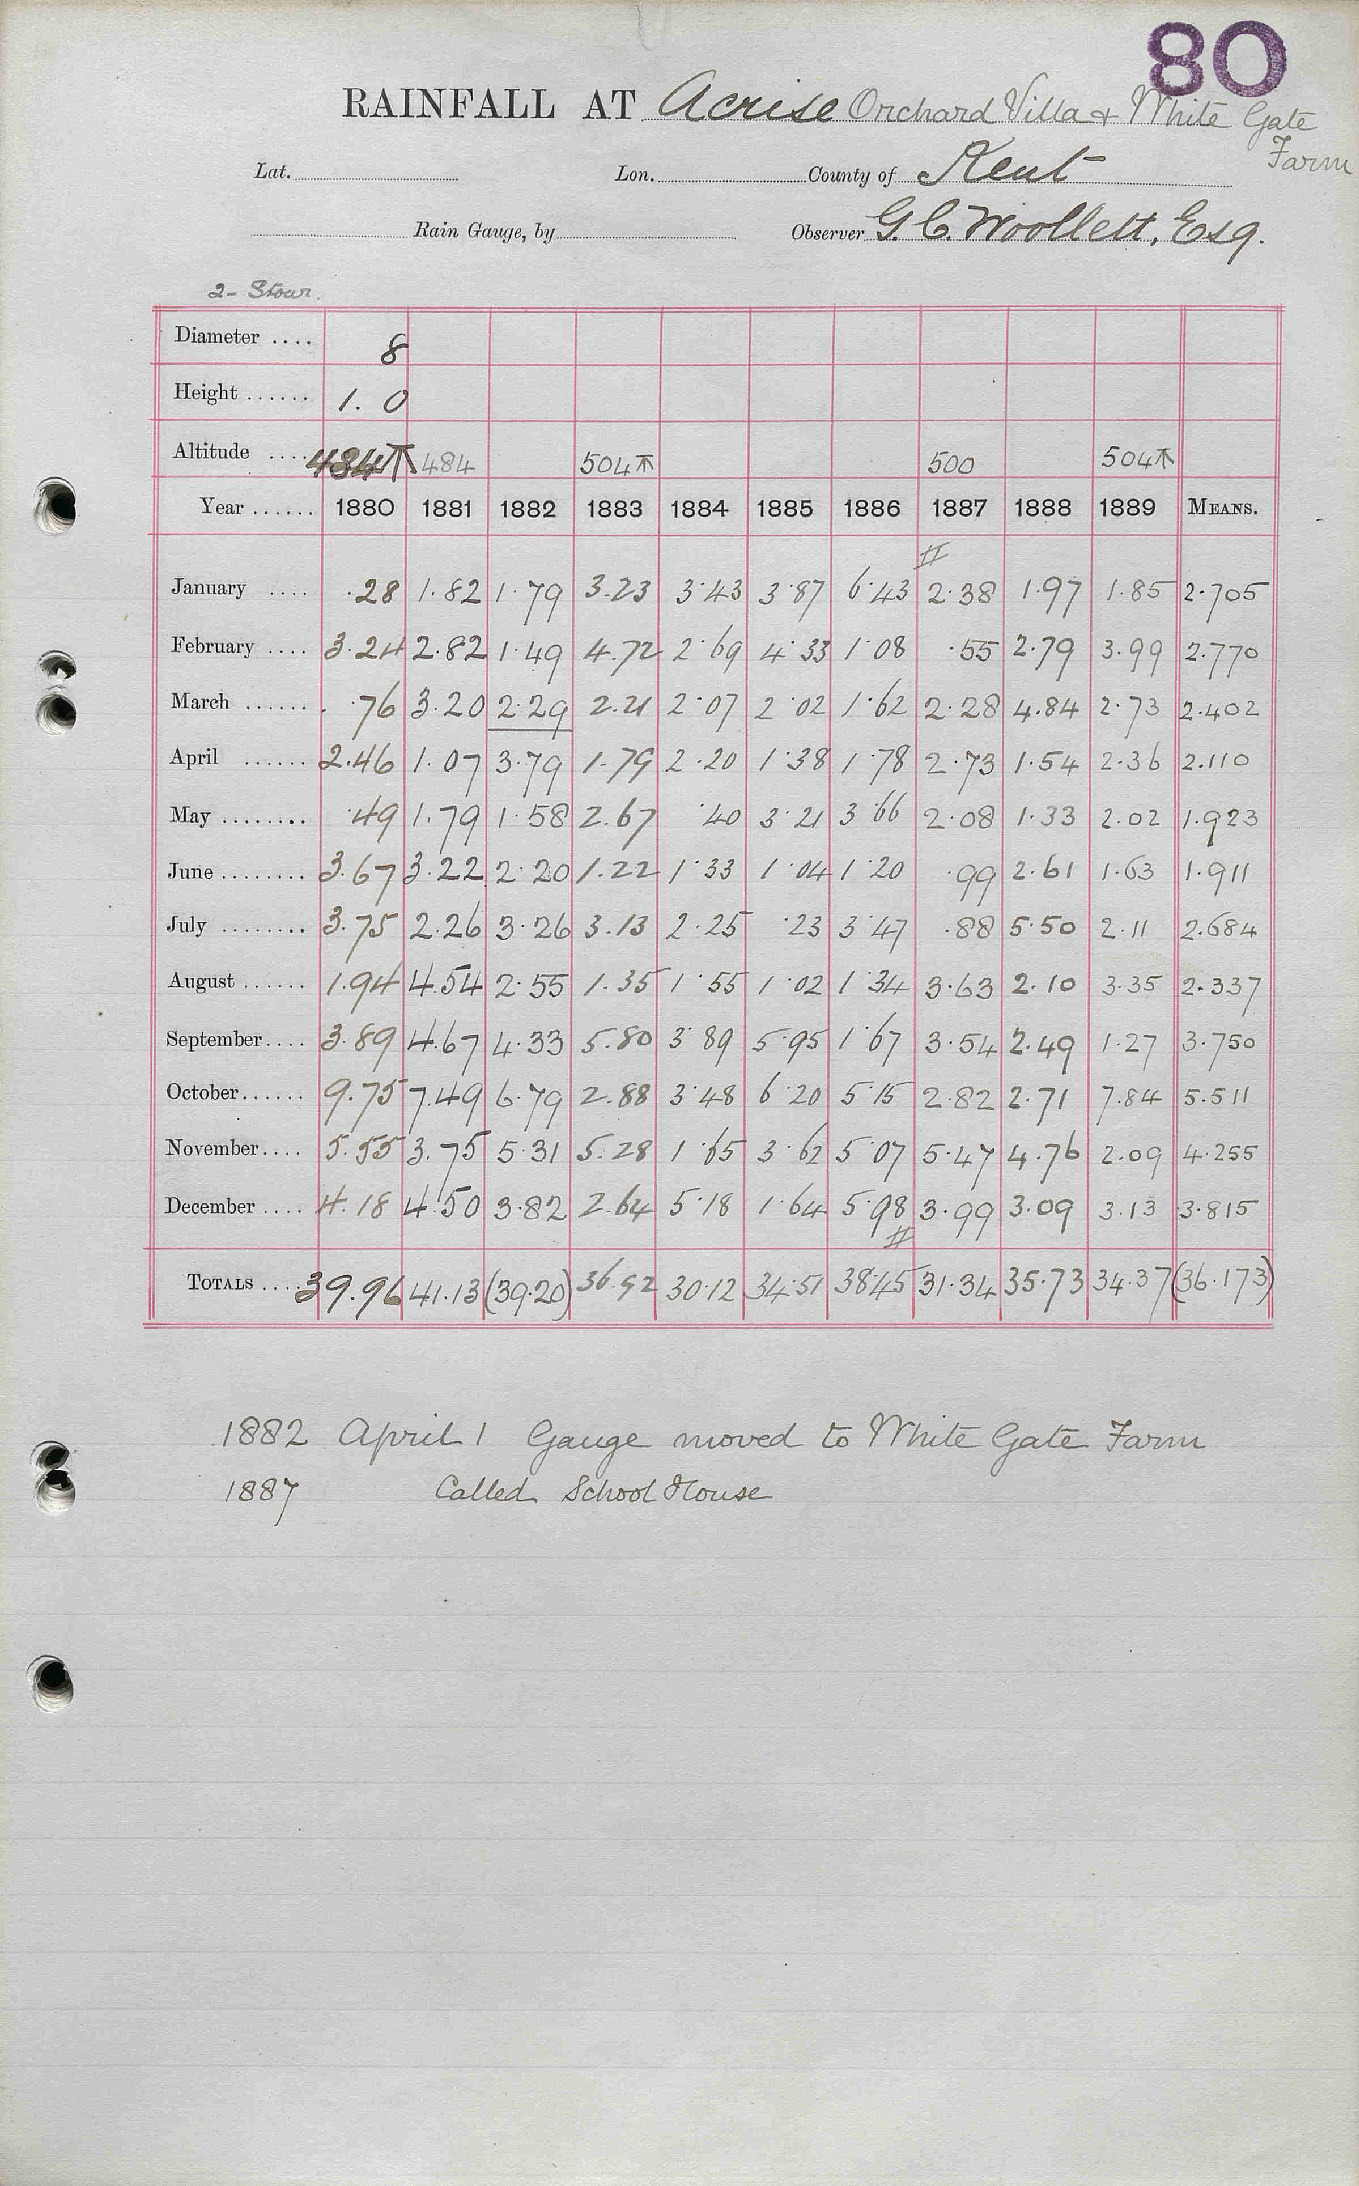 80
RAINFALL AT Acrise Orchard Villa & White Gate
Farm
Lat. Lon. County of Kent
Rain Gauge, by Observer G. C. Woollett, Esq.
2- Stour.
Diameter .... 8
Height ...... 1. 0
Altitude .... 484 484 504 500 504
Year ...... 1880 1881 1882 1883 1884 1885 1886 1887 1888 1889 MEANS.
January .... .28 1.82 1.79 3.23 3.43 3.87 6.43 2.38 1.97 1.85 2.705
February .... 3.24 2.82 1.49 4.72 2.69 4.33 1.08 .55 2.79 3.99 2.770
March ...... .76 3.20 2.29 2.21 2.07 2.02 1.62 2.28 4.84 2.73 2.402
April ...... 2.46 1.07 3.79 1.79 2.20 1.38 1.78 2.73 1.54 2.36 2.110
May ........ .49 1.79 1.58 2.67 .40 3.21 3.66 2.08 1.33 2.02 1.923
June ........ 3.67 3.22 2.20 1.22 1.33 1.04 1.20 .99 2.61 1.63 1.911
July ........ 3.75 2.26 3.26 3.13 2.25 .23 3.47 .88 5.50 2.11 2.684
August ...... 1.94 4.54 2.55 1.35 1.55 1.02 1.34 3.63 2.10 3.35 2.337
September.... 3.89 4.67 4.33 5.80 3.89 5.95 1.67 3.54 2.49 1.27 3.750
October...... 9.75 7.49 6.79 2.88 3.48 6.20 5.15 2.82 2.71 7.84 5.511
November.... 5.55 3.75 5.31 5.28 1.65 3.62 5.07 5.47 4.76 2.09 4.255
December .... 4.18 4.50 3.82 2.64 5.18 1.64 5.98 3.99 3.09 3.13 3.815
TOTALS .... 39.96 41.13 (39.20) 36.92 30.12 34.51 38.45 31.34 35.73 34.37 (36.173)
1882 April 1 Gauge moved to White Gate Farm
1887 Called School House